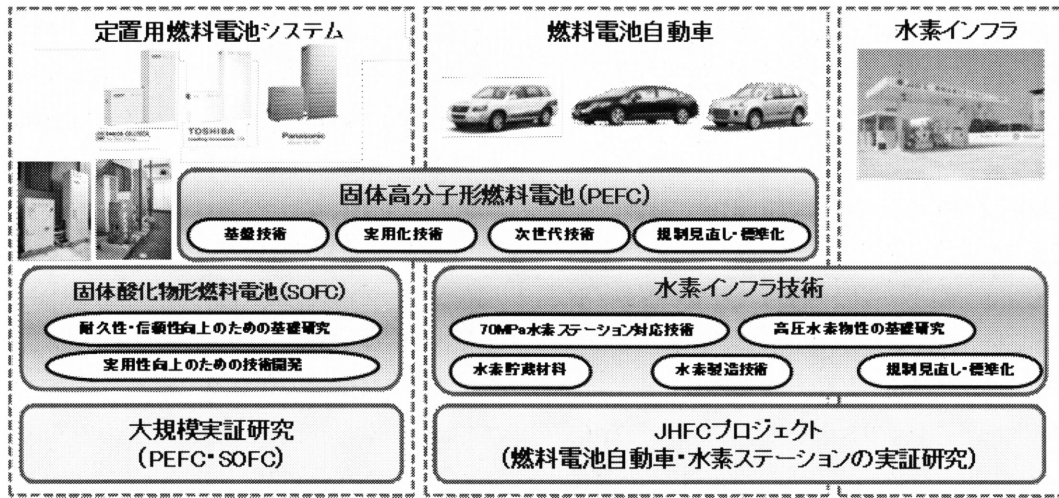 定置用燃料電池システム
燃料電池自動車
水素インフラ
TOSHIBA
Leading Innovation
Panasonic
固体高分子形燃料電池(PEFC)
基盤技術
実用化技術
次世代技術
規制見直し・標準化
固体酸化物形燃料電池(SOFC)
耐久性・信頼性向上のための基礎研究
実用性向上のための技術開発
水素インフラ技術
70MPa水素ステーション対応技術
高圧水素物性の基礎研究
水素貯蔵材料
水素製造技術
規制見直し・標準化
大規模実証研究
(PEFC・SOFC)
JHFCプロジェクト
(燃料電池自動車・水素ステーションの実証研究)